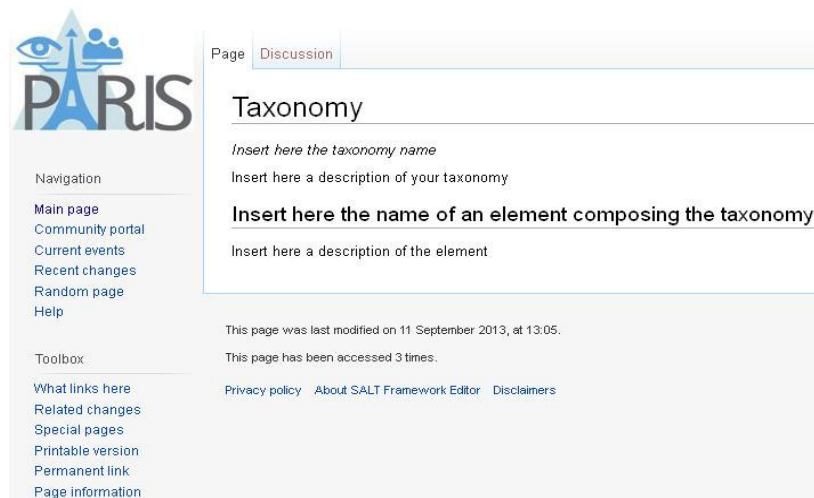 PARIS
Page Discussion
Taxonomy
Insert here the taxonomy name
Insert here a description of your taxonomy
Insert here the name of an element composing the taxonomy
Insert here a description of the element
Navigation
Main page
Community portal
Current events
Recent changes
Random page
Help
Toolbox
What links here
Related changes
Special pages
Printable version
Permanent link
Page information
This page was last modified on 11 September 2013, at 13:05.
This page has been accessed 3 times.
Privacy policy About SALT Framework Editor Disclaimers